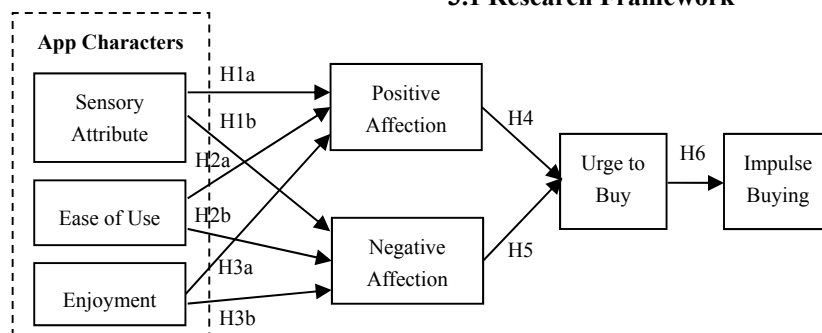 3.1 Research Framework
App Characters
Sensory
Attribute
Ease of Use
Enjoyment
H1a
H1b
H2a
H2b
H3a
H3b
Positive
Affection
Negative
Affection
H4
H5
Urge to
Buy
H6
Impulse
Buying